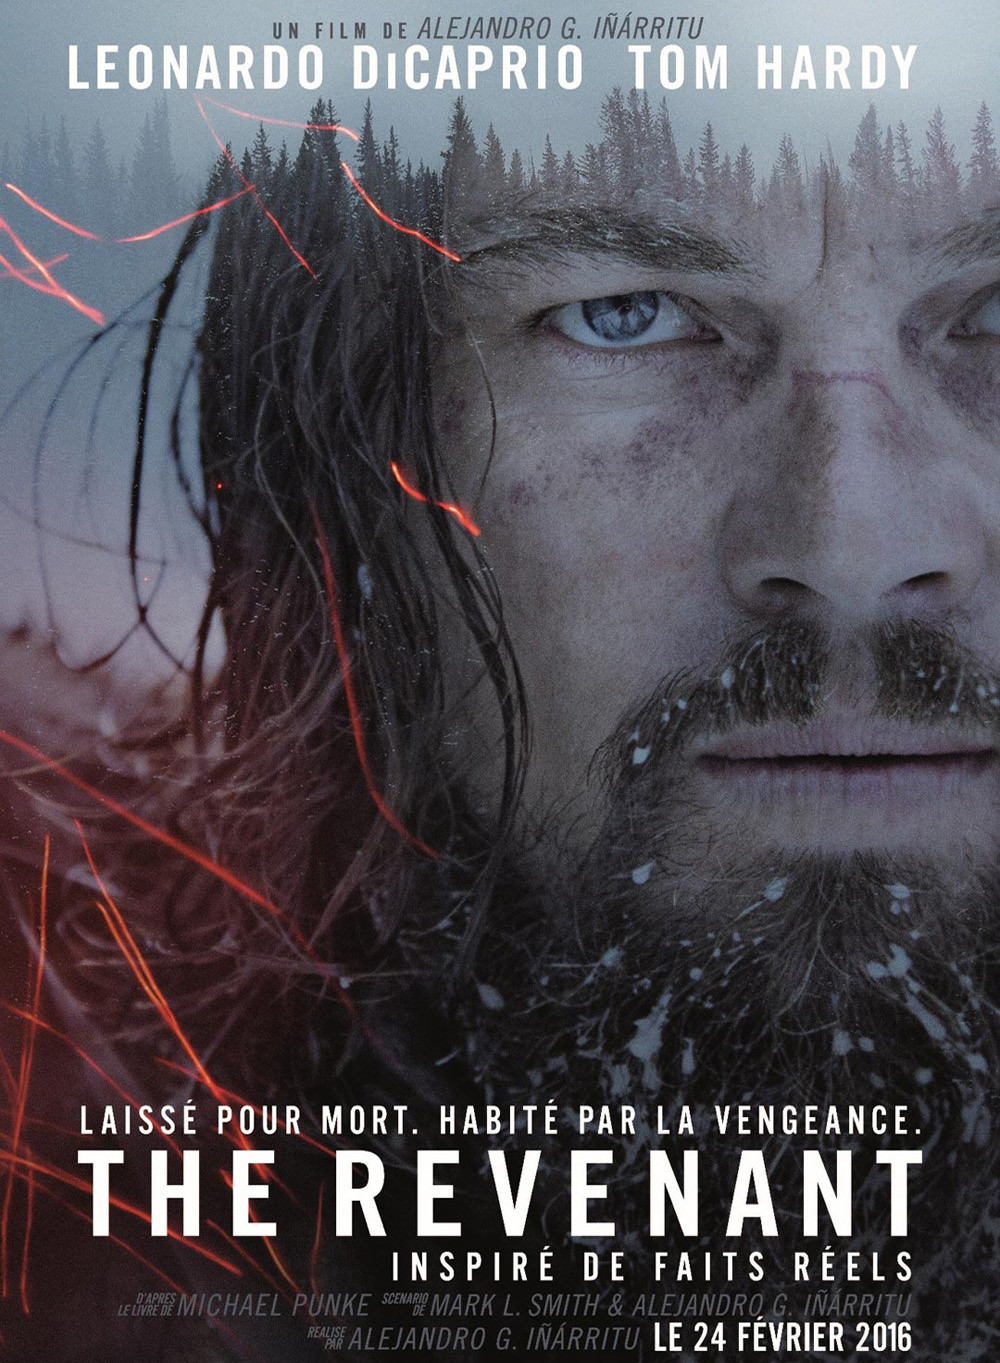 UN FILM DE ALEJANDRO G. IÑÁRRITU
LEONARDO DiCAPRIO TOM HARDY
LAISSÉ POUR MORT. HABITÉ PAR LA VENGEANCE.
THE REVENANT
INSPIRÉ DE FAITS RÉELS
D'APRÈS LE LIVRE DE MICHAEL PUNKE SCENARIO DE MARK L. SMITH & ALEJANDRO G. IÑÁRRITU
REALISE PAR ALEJANDRO G. IÑÁRRITU LE 24 FÉVRIER 2016